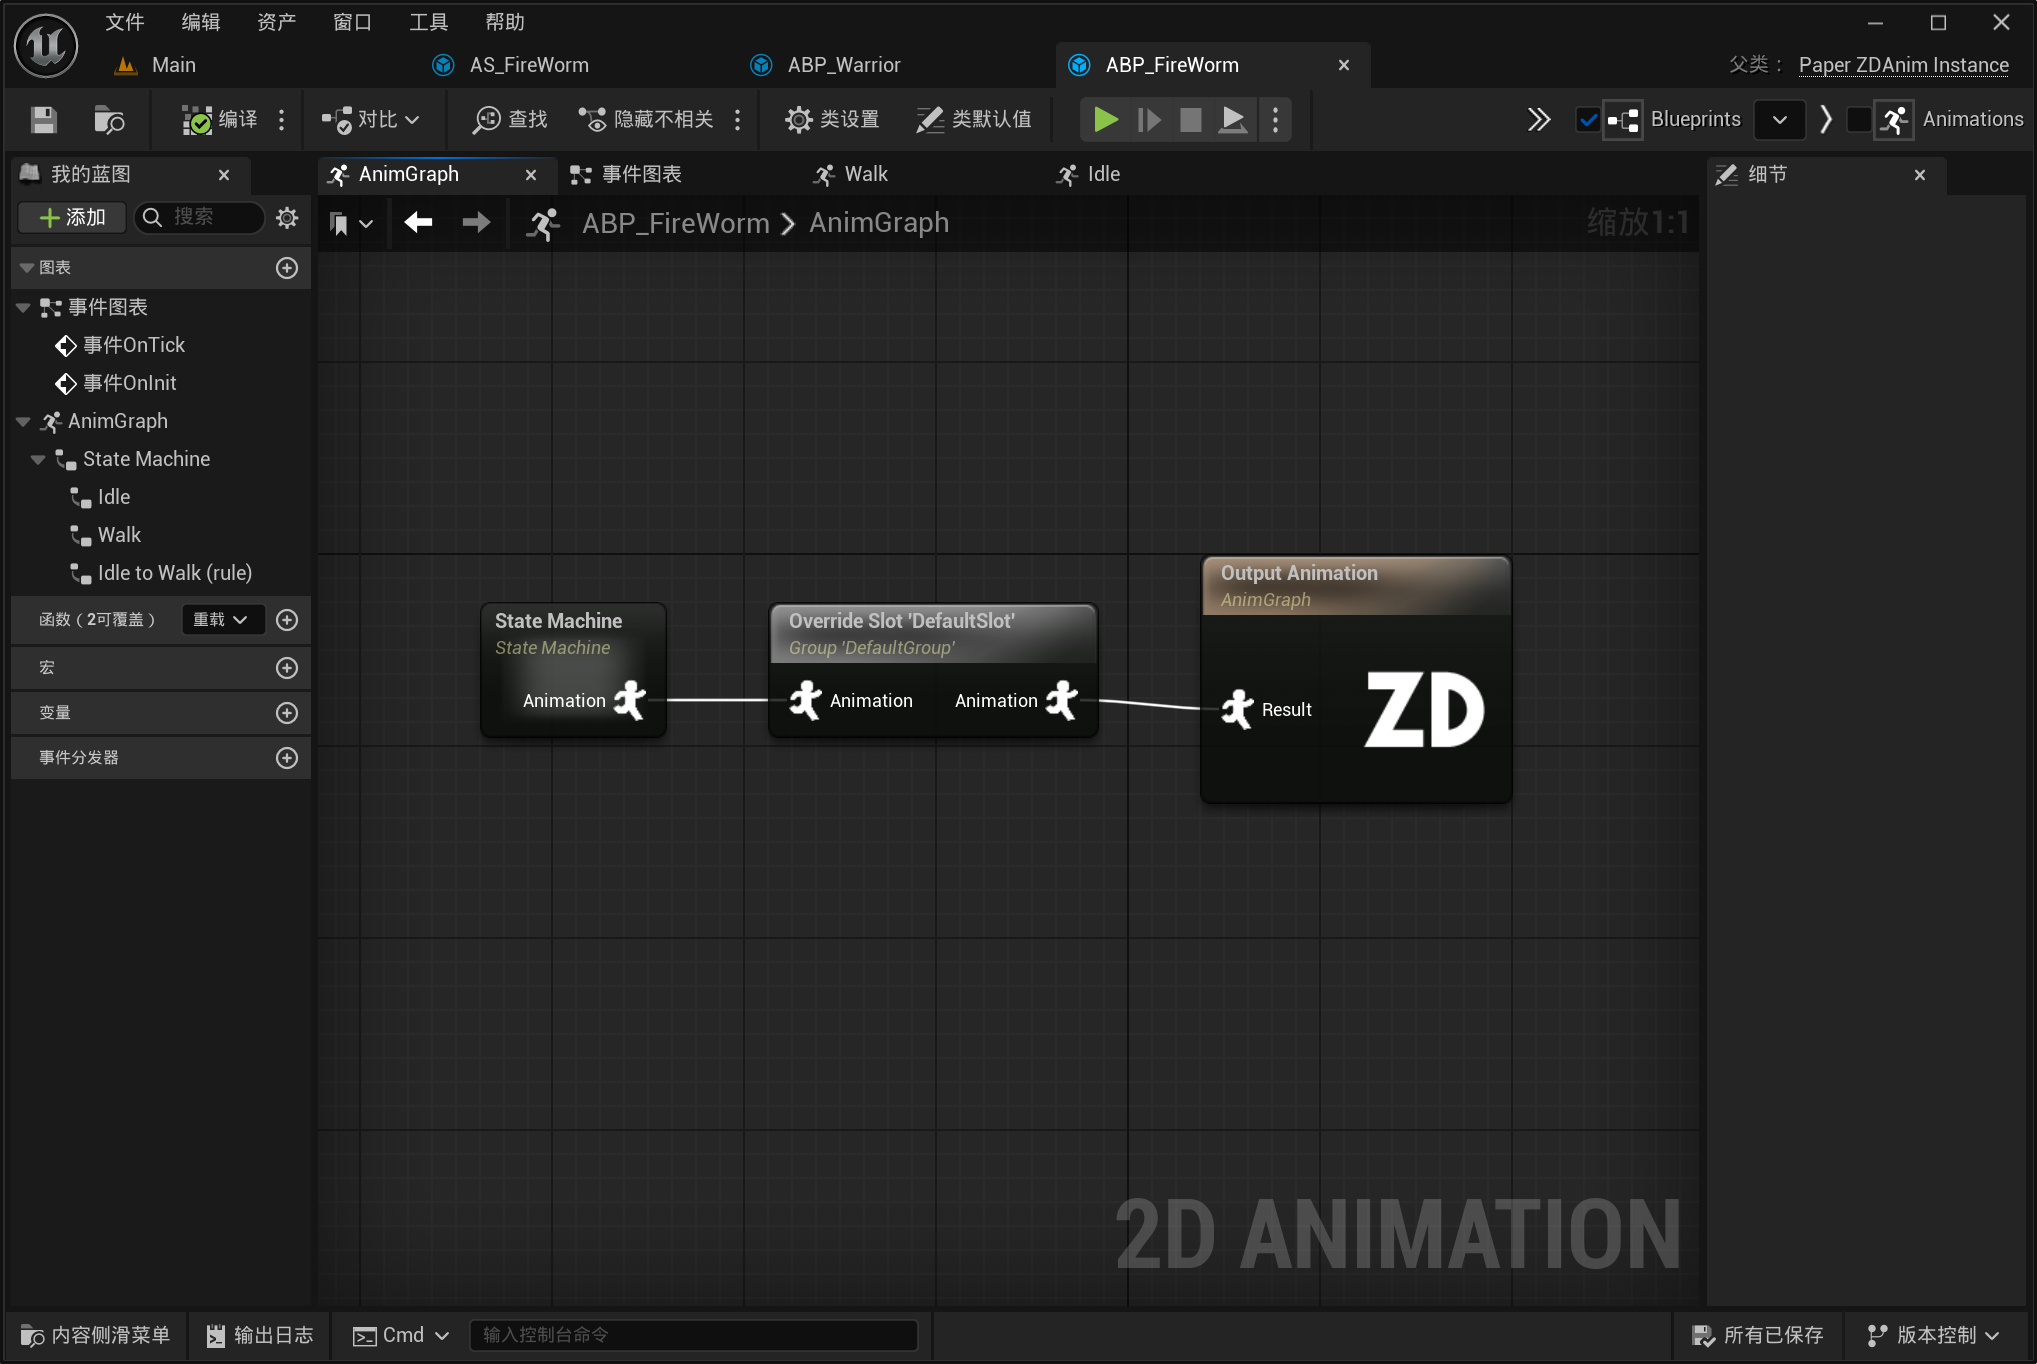 文件 编辑 资产 窗口 工具 帮助
Main AS_FireWorm ABP_Warrior ABP_FireWorm 父类： Paper ZDAnim Instance
编译 对比 查找 隐藏不相关 类设置 类默认值 Blueprints Animations
我的蓝图 AnimGraph 事件图表 Walk Idle 细节
添加 搜索 ABP_FireWorm AnimGraph 缩放1:1
图表
事件图表
事件OnTick
事件OnInit
AnimGraph
State Machine
Idle
Walk
Idle to Walk (rule)
函数（2可覆盖） 重载
宏
变量
事件分发器
State Machine
State Machine
Animation
Override Slot 'DefaultSlot'
Group 'DefaultGroup'
Animation Animation
Output Animation
AnimGraph
Result ZD
2D ANIMATION
内容侧滑菜单 输出日志 Cmd 输入控制台命令 所有已保存 版本控制